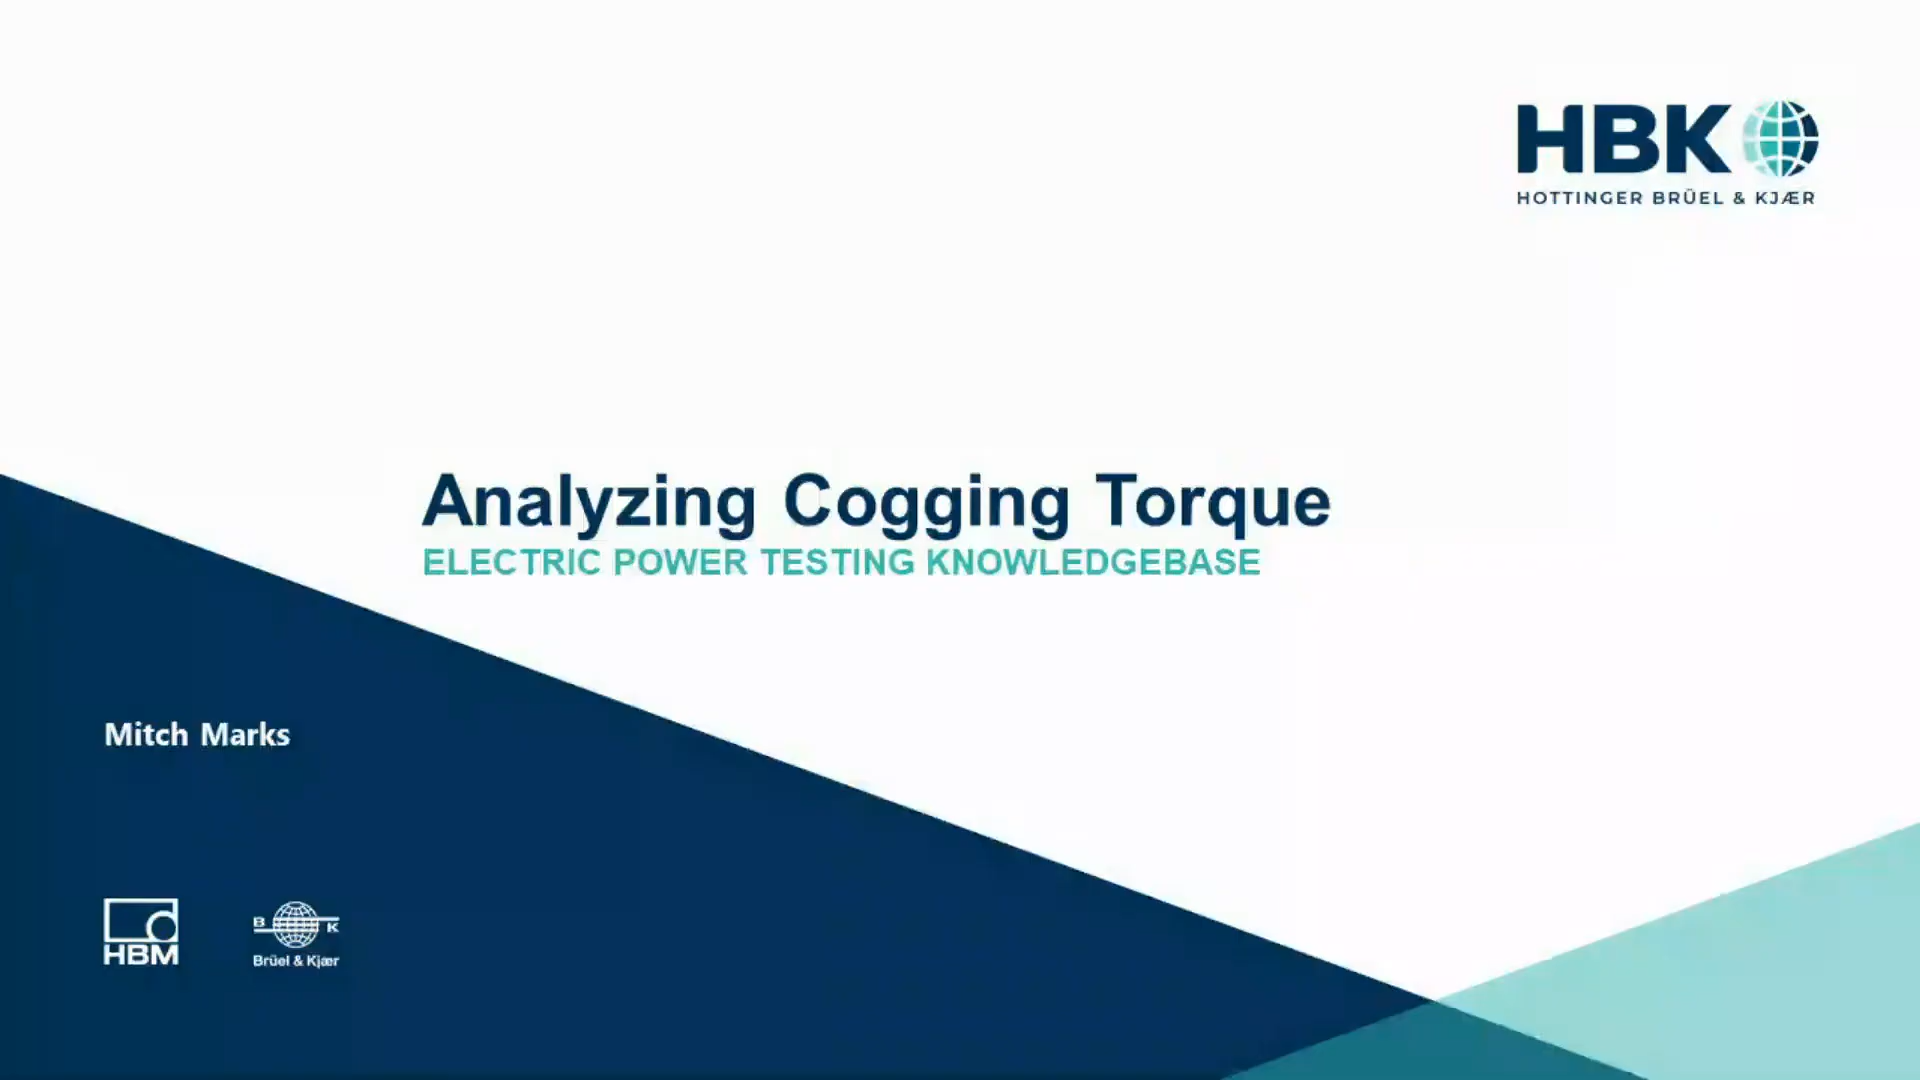 HBK
HOTTINGER BRÜEL & KJÆR
Analyzing Cogging Torque
ELECTRIC POWER TESTING KNOWLEDGEBASE
Mitch Marks
HBM
B K
Brüel & Kjær